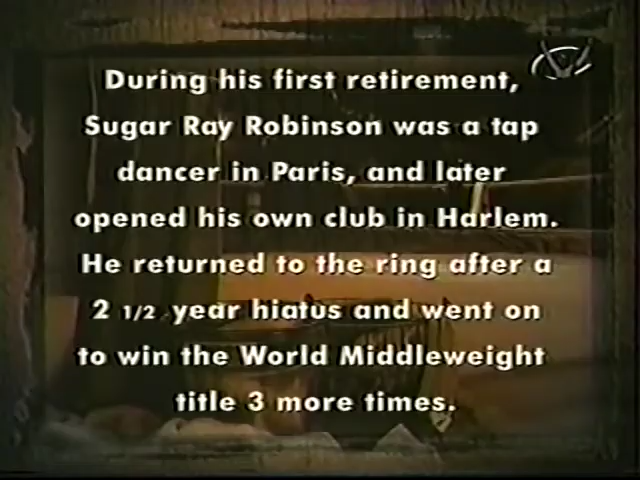 During his first retirement,
Sugar Ray Robinson was a tap
dancer in Paris, and later
opened his own club in Harlem.
He returned to the ring after a
2 1/2 year hiatus and went on
to win the World Middleweight
title 3 more times.